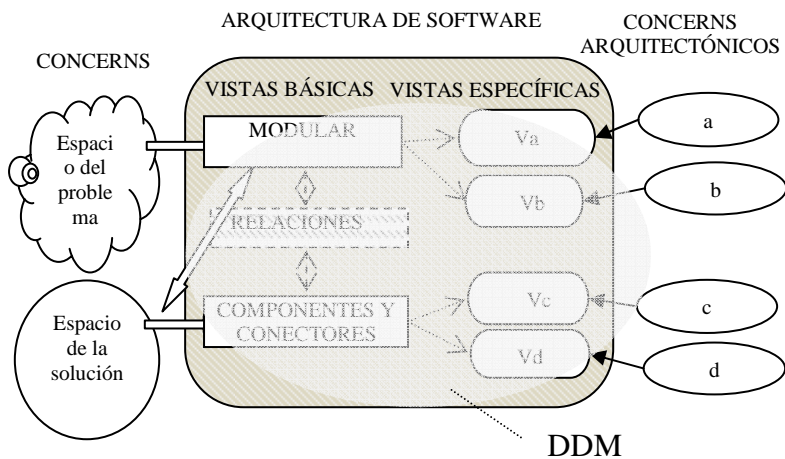 ARQUITECTURA DE SOFTWARE
CONCERNS
ARQUITECTÓNICOS
CONCERNS
VISTAS BÁSICAS
VISTAS ESPECÍFICAS
Espaci
o del
proble
ma
MODULAR
Va
a
Vb
b
RELACIONES
Espacio
de la
solución
COMPONENTES Y
CONECTORES
Vc
c
Vd
d
DDM